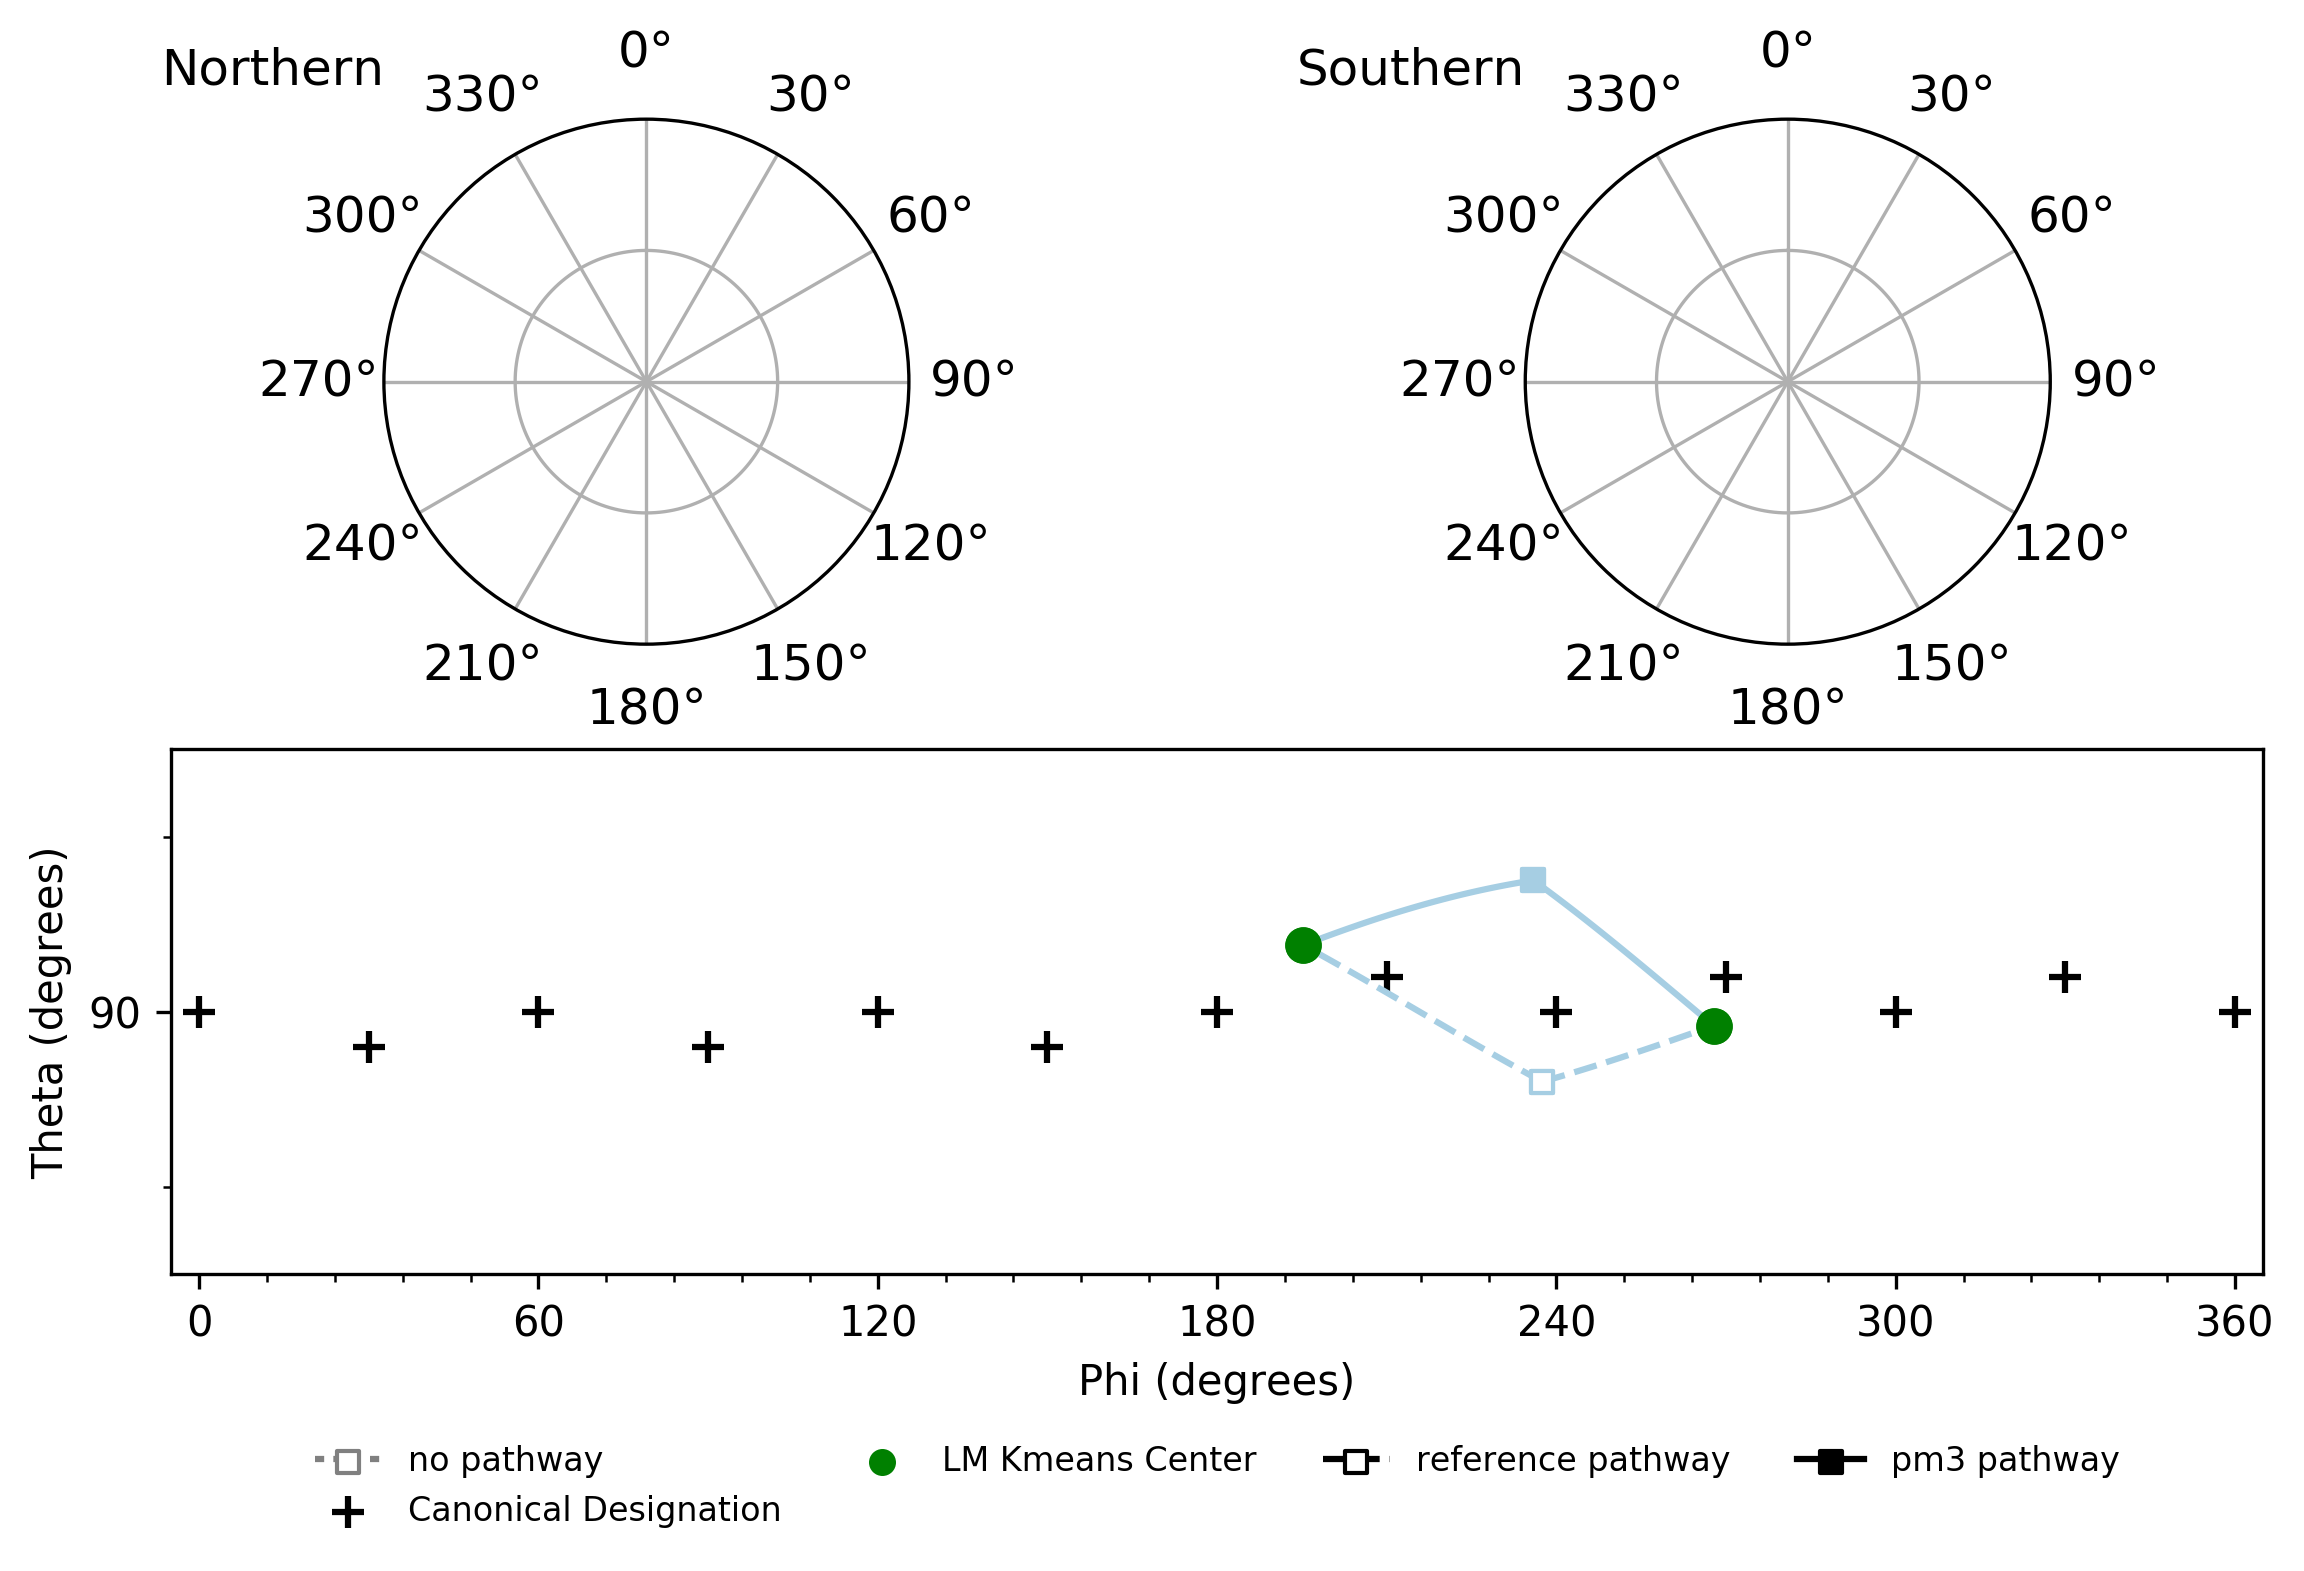 Northern
0°
30°
60°
90°
120°
150°
180°
210°
240°
270°
300°
330°
Southern
0°
30°
60°
90°
120°
150°
180°
210°
240°
270°
300°
330°
Theta (degrees)
90
0 60 120 180 240 300 360
Phi (degrees)
no pathway
Canonical Designation
LM Kmeans Center
reference pathway
pm3 pathway